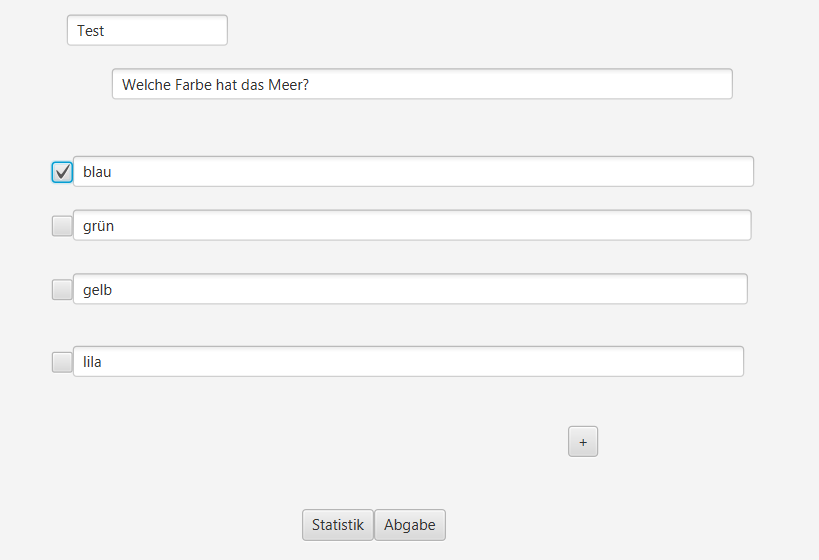 Test
Welche Farbe hat das Meer?
blau
grün
gelb
lila
+
Statistik Abgabe